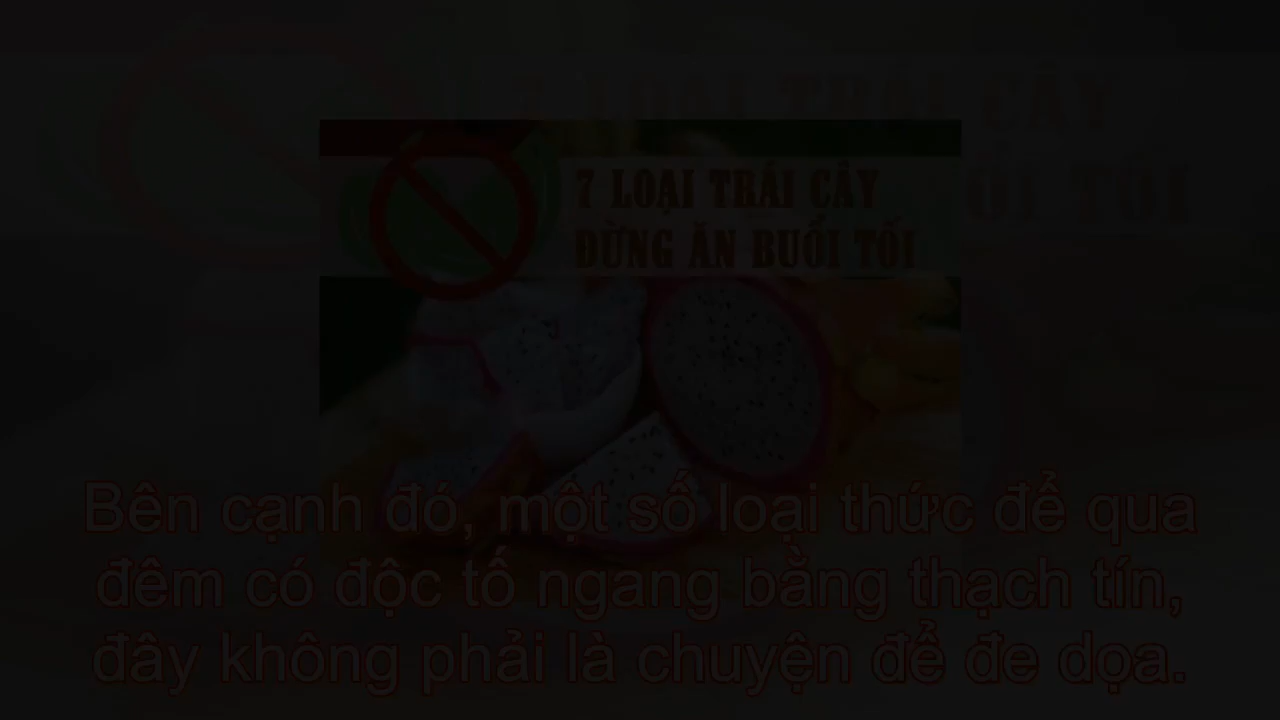 7 LOẠI TRÁI CÂY
ĐỪNG ĂN BUỔI TỐI
Bên cạnh đó, một số loại thức để qua
đêm có độc tố ngang bằng thạch tín,
đây không phải là chuyện để đe dọa.